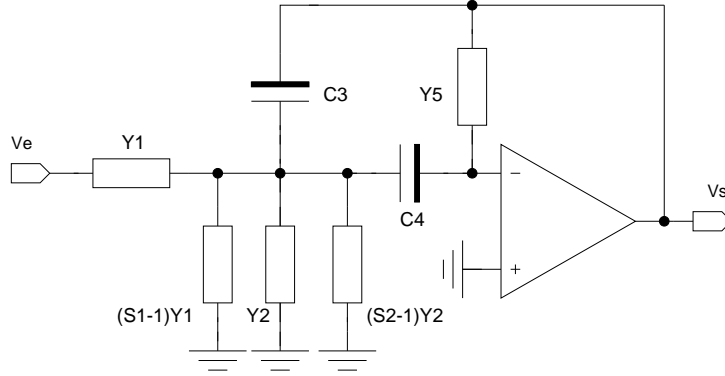 C3
Y5
Ve
Y1
−
Vs
C4
+
(S1-1)Y1
Y2
(S2-1)Y2